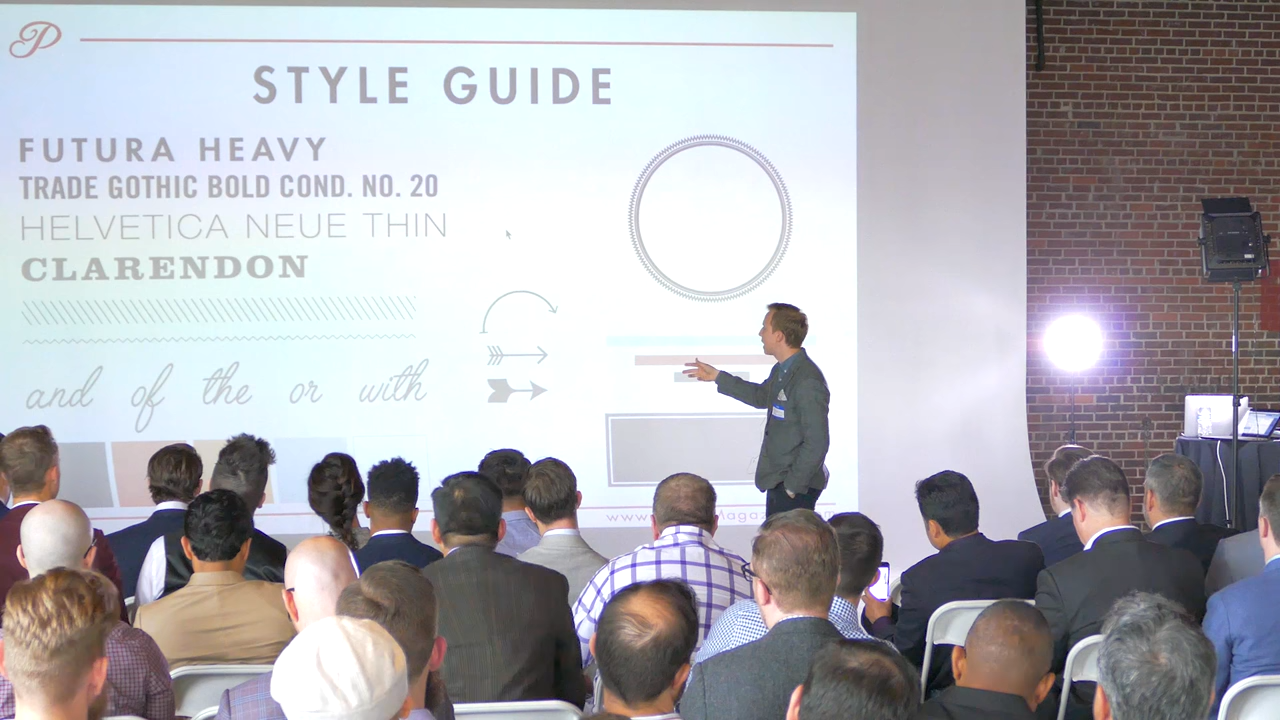 P
STYLE GUIDE
FUTURA HEAVY
TRADE GOTHIC BOLD COND. NO. 20
HELVETICA NEUE THIN
CLARENDON
and of the or with